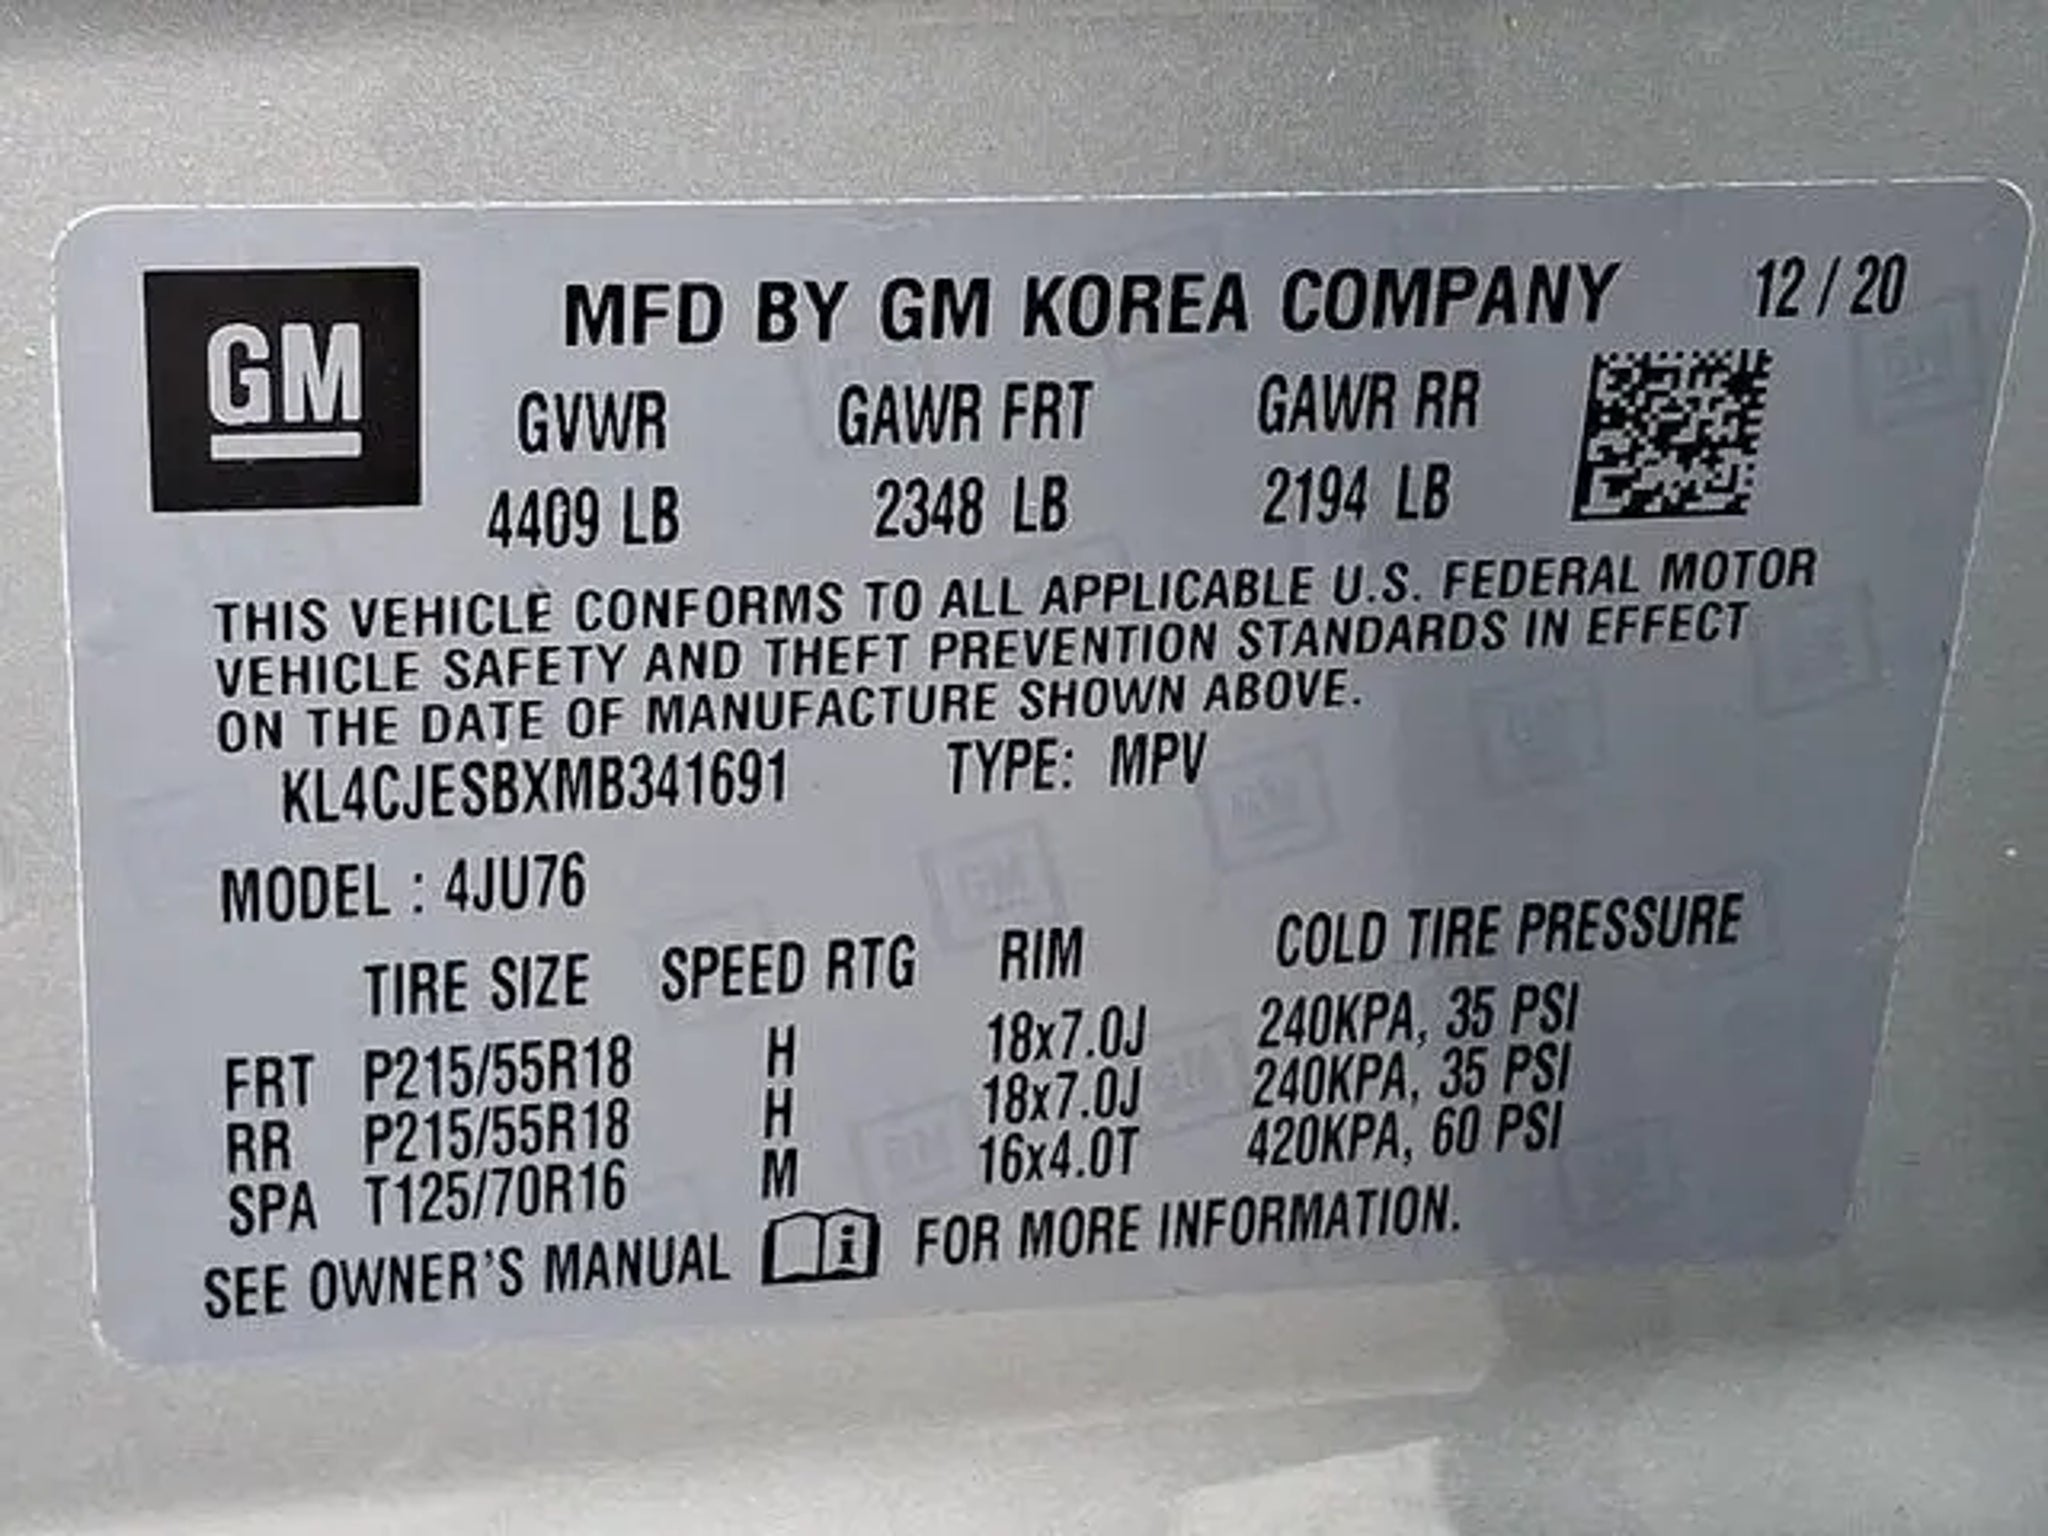 GM
MFD BY GM KOREA COMPANY 12 / 20
GVWR GAWR FRT GAWR RR
4409 LB 2348 LB 2194 LB
THIS VEHICLE CONFORMS TO ALL APPLICABLE U.S. FEDERAL MOTOR
VEHICLE SAFETY AND THEFT PREVENTION STANDARDS IN EFFECT
ON THE DATE OF MANUFACTURE SHOWN ABOVE.
KL4CJESBXMB341691 TYPE: MPV
MODEL : 4JU76
TIRE SIZE SPEED RTG RIM COLD TIRE PRESSURE
FRT P215/55R18 H 18x7.0J 240KPA, 35 PSI
RR P215/55R18 H 18x7.0J 240KPA, 35 PSI
SPA T125/70R16 M 16x4.0T 420KPA, 60 PSI
SEE OWNER'S MANUAL i FOR MORE INFORMATION.